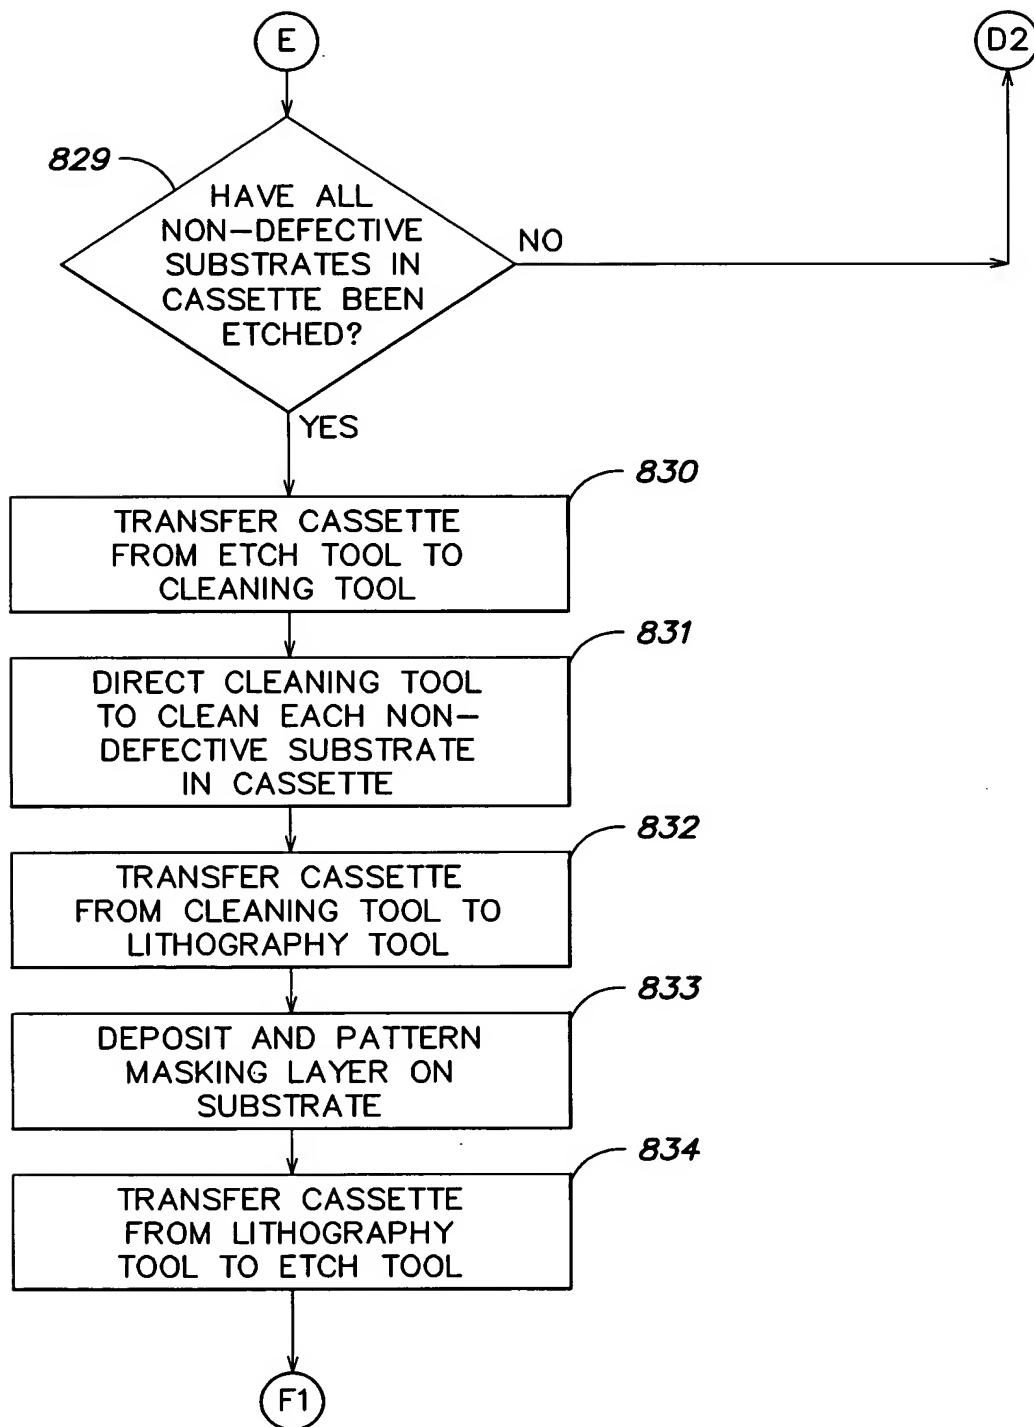 E
D2
829
HAVE ALL
NON-DEFECTIVE
SUBSTRATES IN
CASSETTE BEEN
ETCHED?
NO
YES
830
TRANSFER CASSETTE
FROM ETCH TOOL TO
CLEANING TOOL
831
DIRECT CLEANING TOOL
TO CLEAN EACH NON-
DEFECTIVE SUBSTRATE
IN CASSETTE
832
TRANSFER CASSETTE
FROM CLEANING TOOL TO
LITHOGRAPHY TOOL
833
DEPOSIT AND PATTERN
MASKING LAYER ON
SUBSTRATE
834
TRANSFER CASSETTE
FROM LITHOGRAPHY
TOOL TO ETCH TOOL
F1